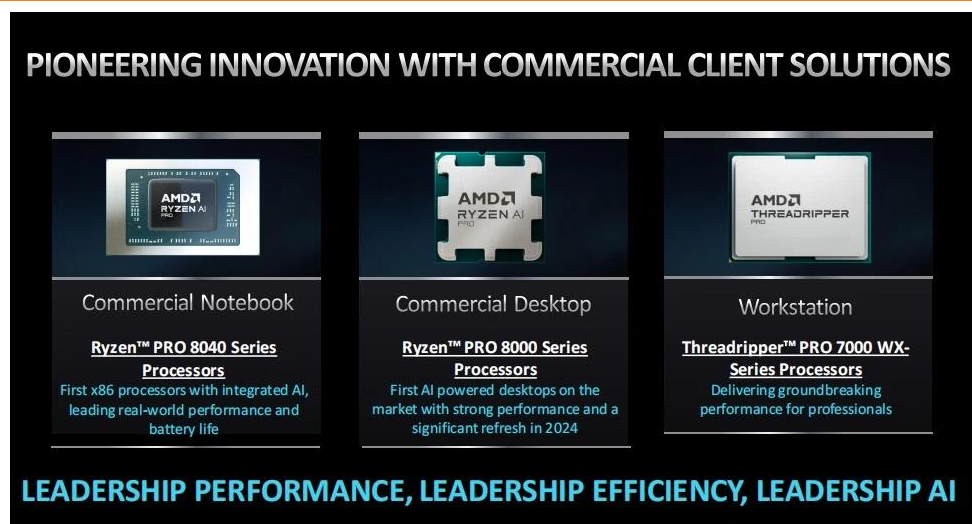 PIONEERING INNOVATION WITH COMMERCIAL CLIENT SOLUTIONS
AMD
RYZEN AI
PRO
Commercial Notebook
Ryzen™ PRO 8040 Series
Processors
First x86 processors with integrated AI,
leading real-world performance and
battery life
AMD
RYZEN AI
PRO
Commercial Desktop
Ryzen™ PRO 8000 Series
Processors
First AI powered desktops on the
market with strong performance and a
significant refresh in 2024
AMD
THREADRIPPER
PRO
Workstation
Threadripper™ PRO 7000 WX-
Series Processors
Delivering groundbreaking
performance for professionals
LEADERSHIP PERFORMANCE, LEADERSHIP EFFICIENCY, LEADERSHIP AI